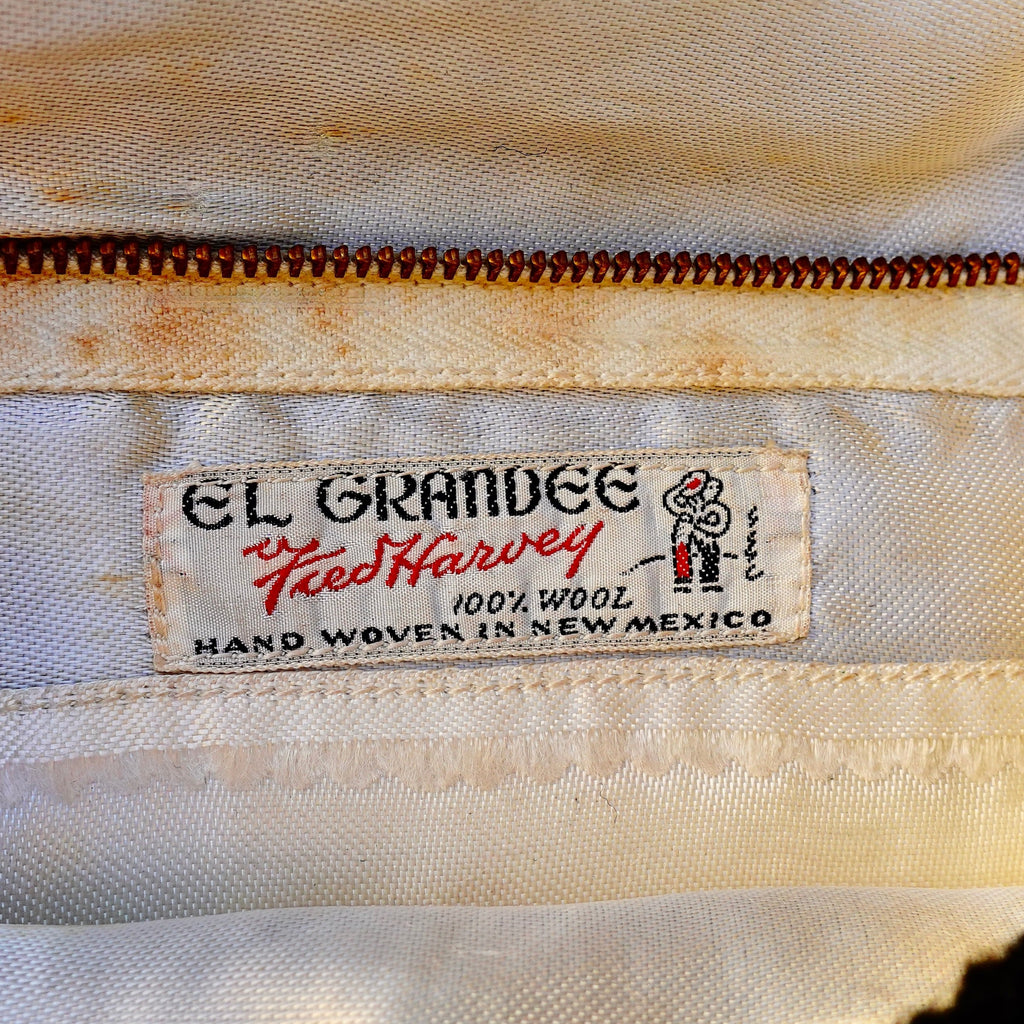 EL GRANDEE
Fred Harvey
100% WOOL
HAND WOVEN IN NEW MEXICO